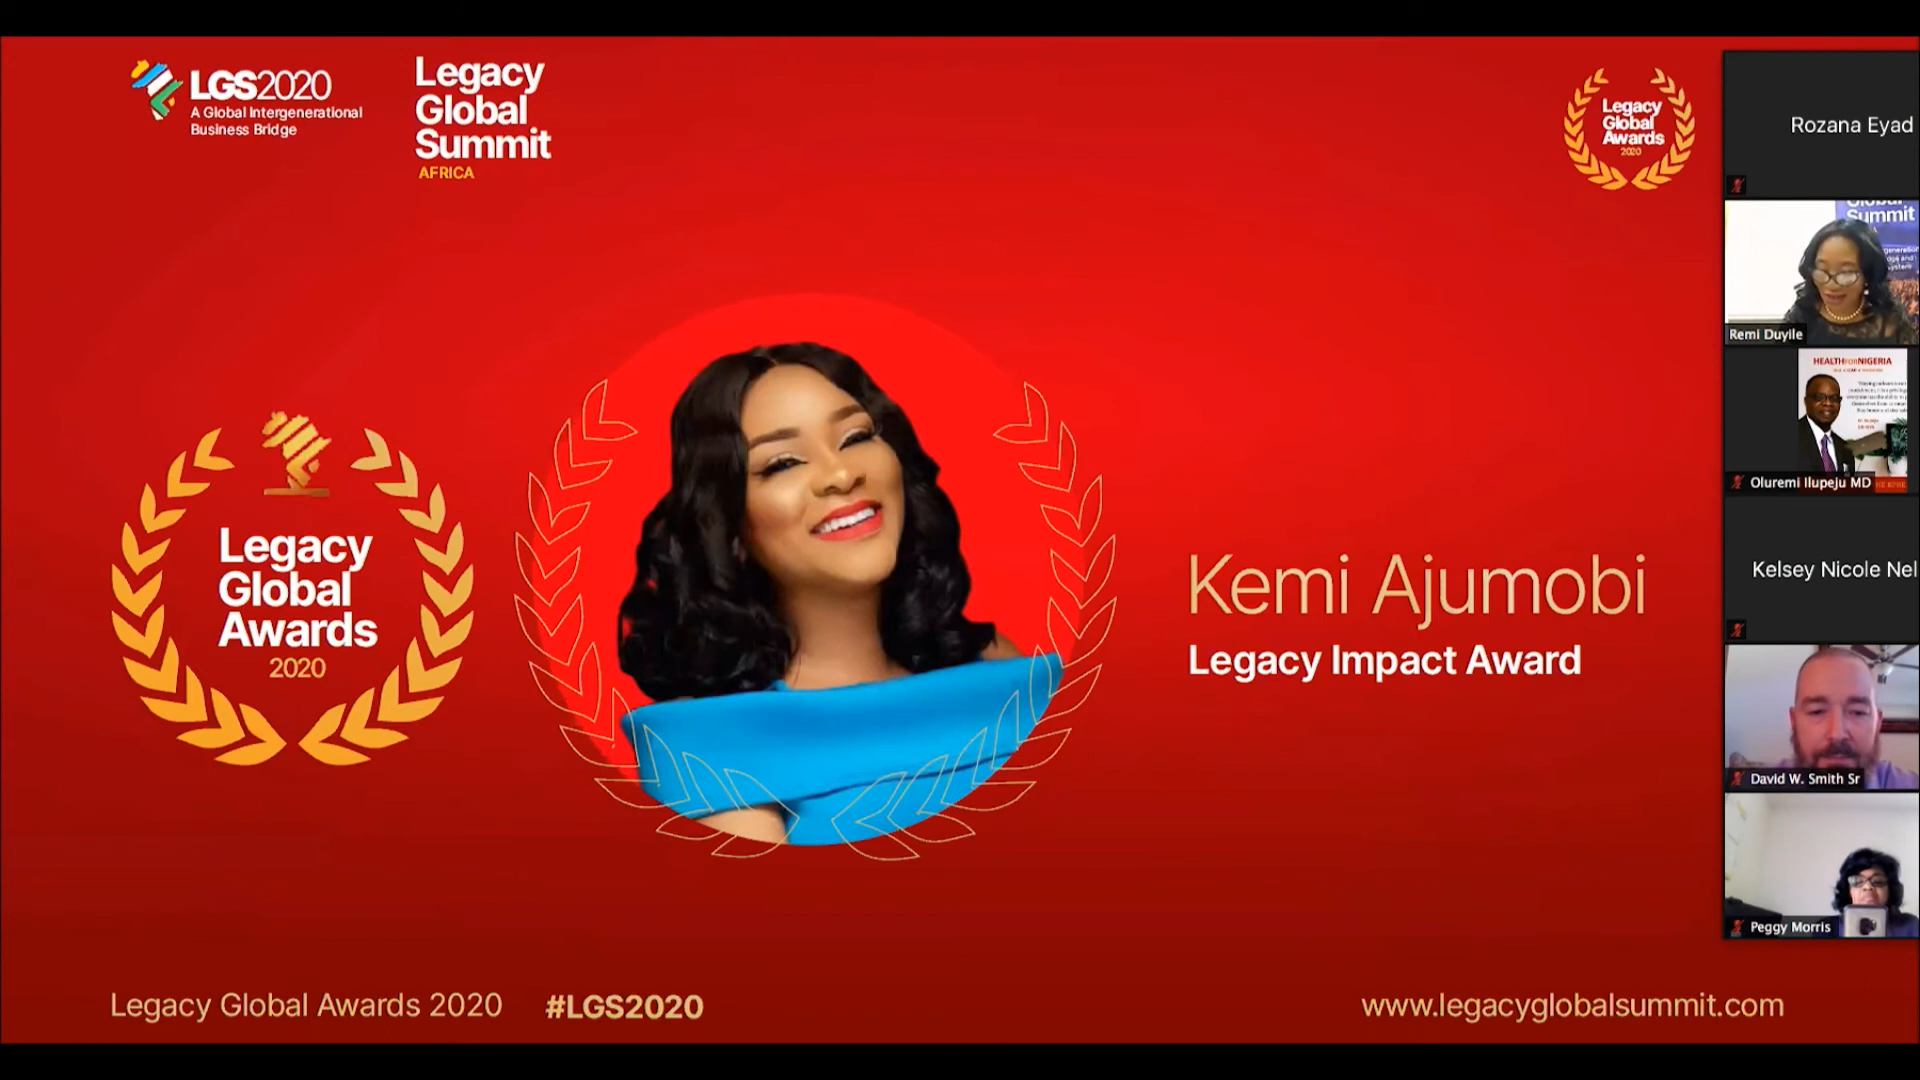 LGS2020
A Global Intergenerational
Business Bridge
Legacy
Global
Summit
AFRICA
Legacy
Global
Awards
2020
Legacy
Global
Awards
2020
Kemi Ajumobi
Legacy Impact Award
Legacy Global Awards 2020
#LGS2020
www.legacyglobalsummit.com
Rozana Eyad
Global
Summit
Remi Duyile
HEALTHFORNIGERIA
Oluremi Ilupeju MD
Kelsey Nicole Nel
David W. Smith Sr
Peggy Morris